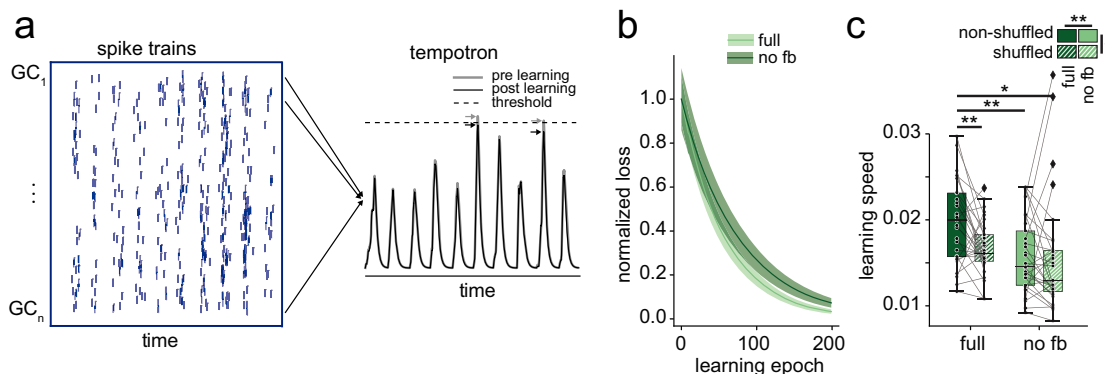 a
spike trains
GC1
⋮
GCn
time
tempotron
pre learning
post learning
threshold
time
b
full
no fb
normalized loss
1.0
0.8
0.6
0.4
0.2
0.0
0
100
200
learning epoch
c
**
non-shuffled
shuffled
full
no fb
*
**
**
learning speed
0.03
0.02
0.01
full
no fb